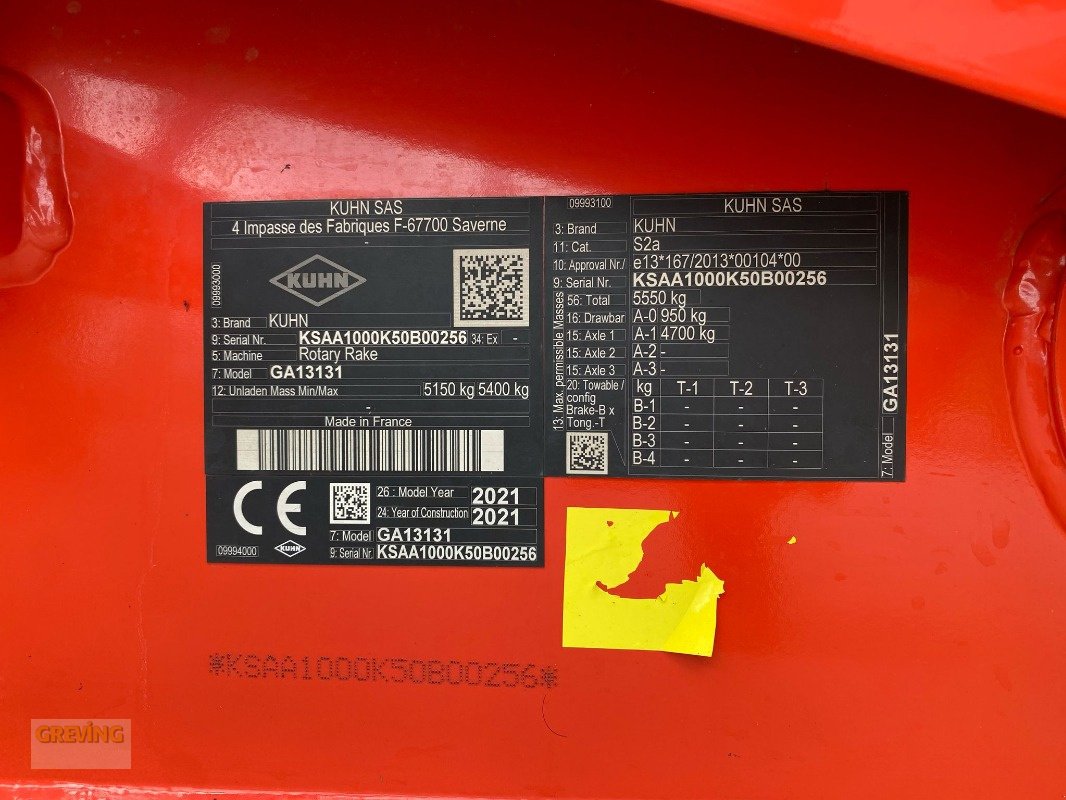 KUHN SAS
4 Impasse des Fabriques F-67700 Saverne
-
09993000
KUHN
3: Brand KUHN
9: Serial Nr. KSAA1000K50B00256 34: Ex -
5: Machine Rotary Rake
7: Model GA13131
12: Unladen Mass Min/Max 5150 kg 5400 kg
-
Made in France
09993100 KUHN SAS
3: Brand KUHN
11: Cat. S2a
10: Approval Nr./ e13*167/2013*00104*00
9: Serial Nr. KSAA1000K50B00256
13: Max. permissible Masses
56: Total 5550 kg
16: Drawbar A-0 950 kg
15: Axle 1 A-1 4700 kg
15: Axle 2 A-2 -
15: Axle 3 A-3 -
20: Towable / config Brake-B x Tong.-T
kg T-1 T-2 T-3
B-1 - - -
B-2 - - -
B-3 - - -
B-4 - - -
7: Model GA13131
CE
26 : Model Year 2021
24: Year of Construction 2021
7: Model GA13131
9: Serial Nr. KSAA1000K50B00256
09994000 KUHN
*KSAA1000K50B00256*
GREVING